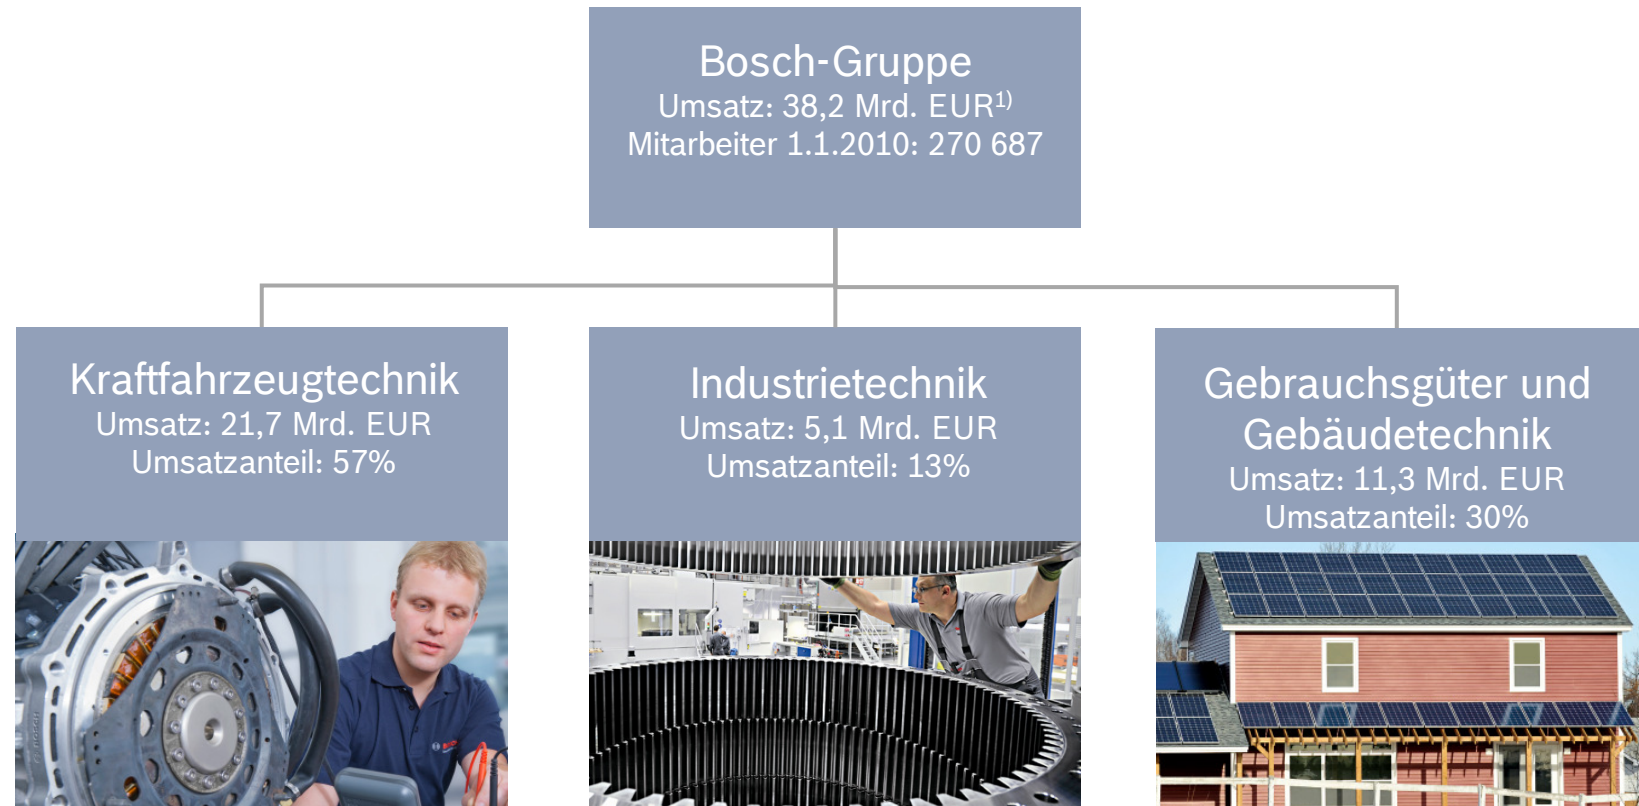 Bosch-Gruppe
Umsatz: 38,2 Mrd. EUR1)
Mitarbeiter 1.1.2010: 270 687
Kraftfahrzeugtechnik
Umsatz: 21,7 Mrd. EUR
Umsatzanteil: 57%
Industrietechnik
Umsatz: 5,1 Mrd. EUR
Umsatzanteil: 13%
Gebrauchsgüter und
Gebäudetechnik
Umsatz: 11,3 Mrd. EUR
Umsatzanteil: 30%
BOSCH
BOSCH